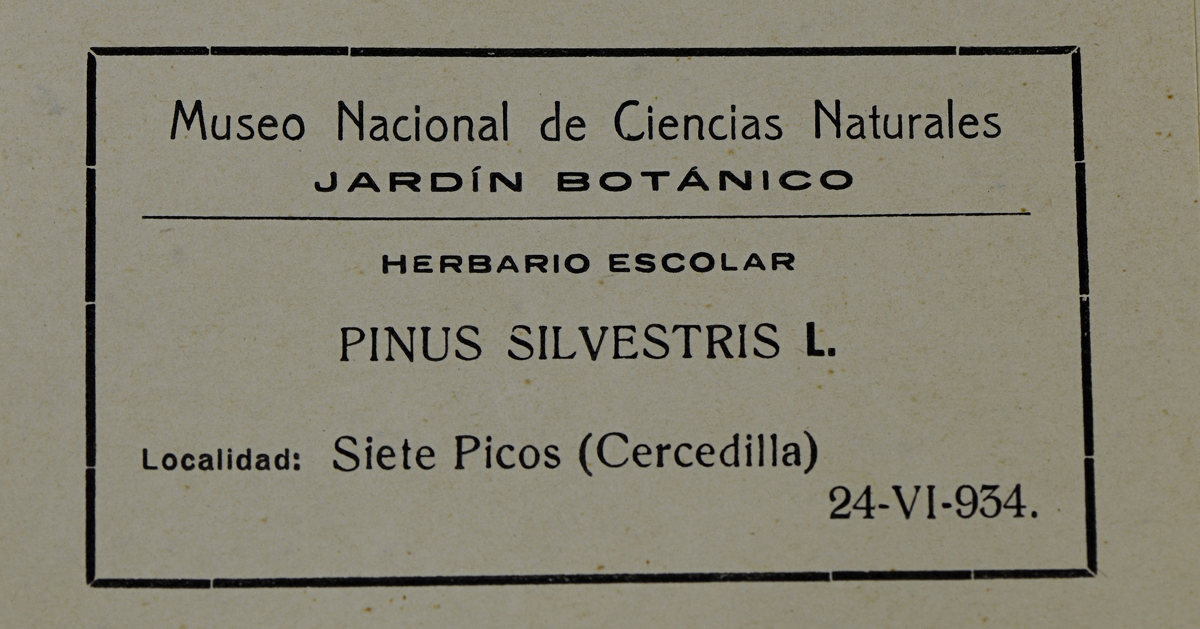 Museo Nacional de Ciencias Naturales
JARDÍN BOTÁNICO
HERBARIO ESCOLAR
PINUS SILVESTRIS L.
Localidad: Siete Picos (Cercedilla)
24-VI-934.